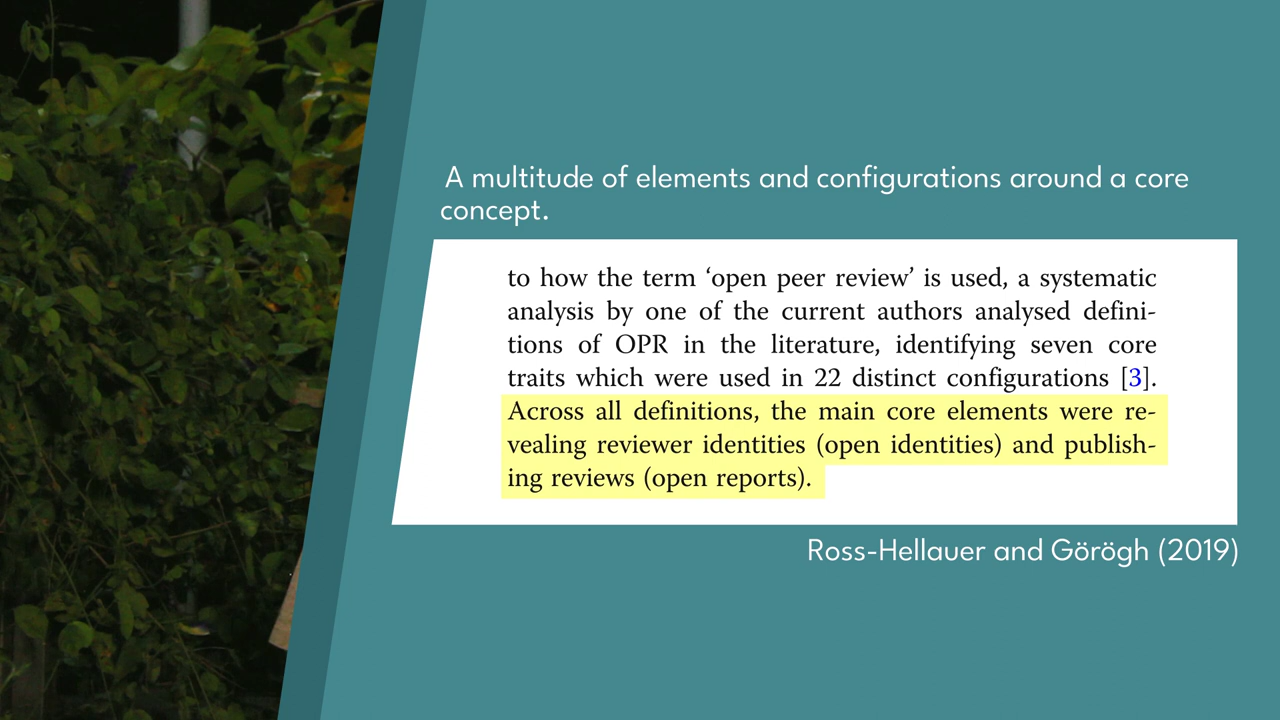 A multitude of elements and configurations around a core
concept.
to how the term ‘open peer review’ is used, a systematic
analysis by one of the current authors analysed defini-
tions of OPR in the literature, identifying seven core
traits which were used in 22 distinct configurations [3].
Across all definitions, the main core elements were re-
vealing reviewer identities (open identities) and publish-
ing reviews (open reports).
Ross-Hellauer and Görögh (2019)